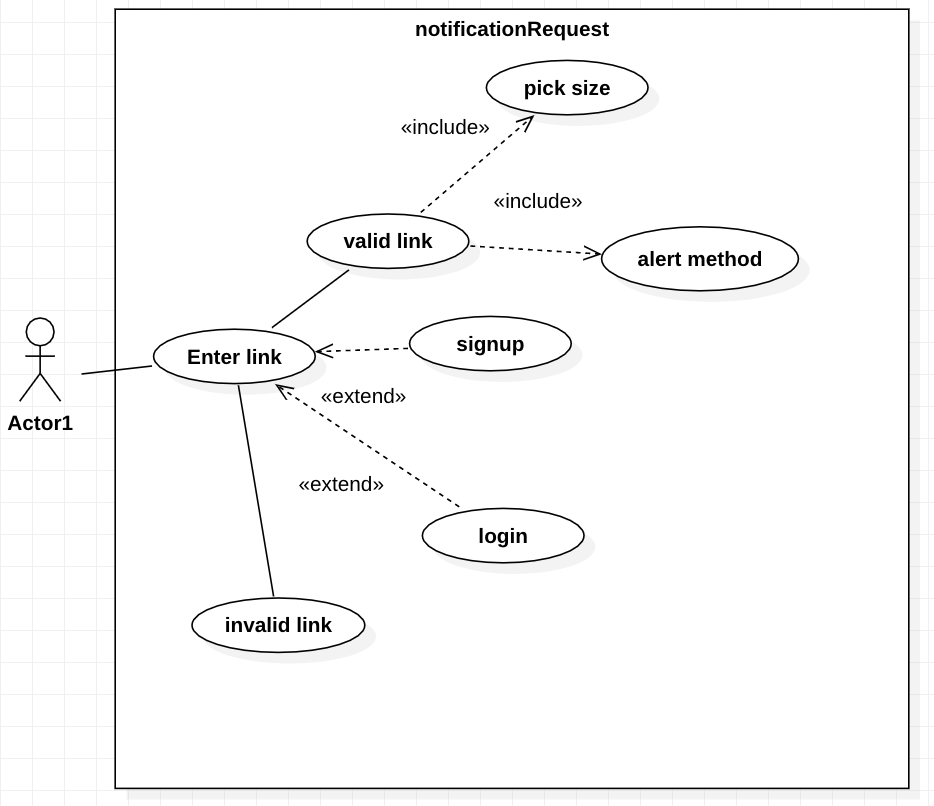 notificationRequest
pick size
«include»
«include»
valid link
alert method
signup
Enter link
«extend»
Actor1
«extend»
login
invalid link